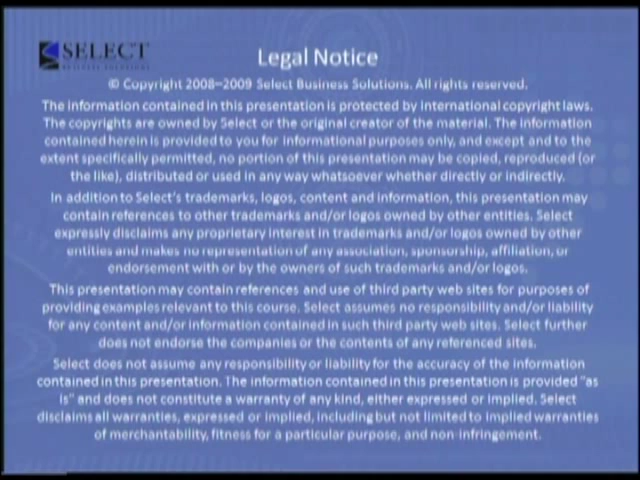 SELECT
BUSINESS SOLUTIONS
Legal Notice
© Copyright 2008–2009 Select Business Solutions. All rights reserved.
The information contained in this presentation is protected by international copyright laws.
The copyrights are owned by Select or the original creator of the material. The information
contained herein is provided to you for informational purposes only, and except and to the
extent specifically permitted, no portion of this presentation may be copied, reproduced (or
the like), distributed or used in any way whatsoever whether directly or indirectly.
In addition to Select's trademarks, logos, content and information, this presentation may
contain references to other trademarks and/or logos owned by other entities. Select
expressly disclaims any proprietary interest in trademarks and/or logos owned by other
entities and makes no representation of any association, sponsorship, affiliation, or
endorsement with or by the owners of such trademarks and/or logos.
This presentation may contain references and use of third party web sites for purposes of
providing examples relevant to this course. Select assumes no responsibility and/or liability
for any content and/or information contained in such third party web sites. Select further
does not endorse the companies or the contents of any referenced sites.
Select does not assume any responsibility or liability for the accuracy of the information
contained in this presentation. The information contained in this presentation is provided "as
is" and does not constitute a warranty of any kind, either expressed or implied. Select
disclaims all warranties, expressed or implied, including but not limited to implied warranties
of merchantability, fitness for a particular purpose, and non-infringement.